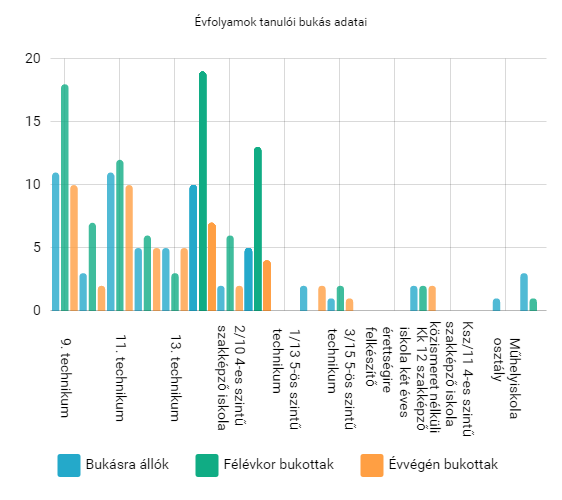 Évfolyamok tanulói bukás adatai
20
15
10
5
0
9. technikum
11. technikum
13. technikum
2/10 4-es szintű
szakképző iskola
1/13 5-ös szintű
technikum
3/15 5-ös szintű
technikum
érettségire
felkészítő
Kk 12 szakképző
iskola két éves
Ksz/11 4-es szintű
szakképző iskola
közismeret nélküli
Műhelyiskola
osztály
Bukásra állók
Félévkor bukottak
Évvégén bukottak